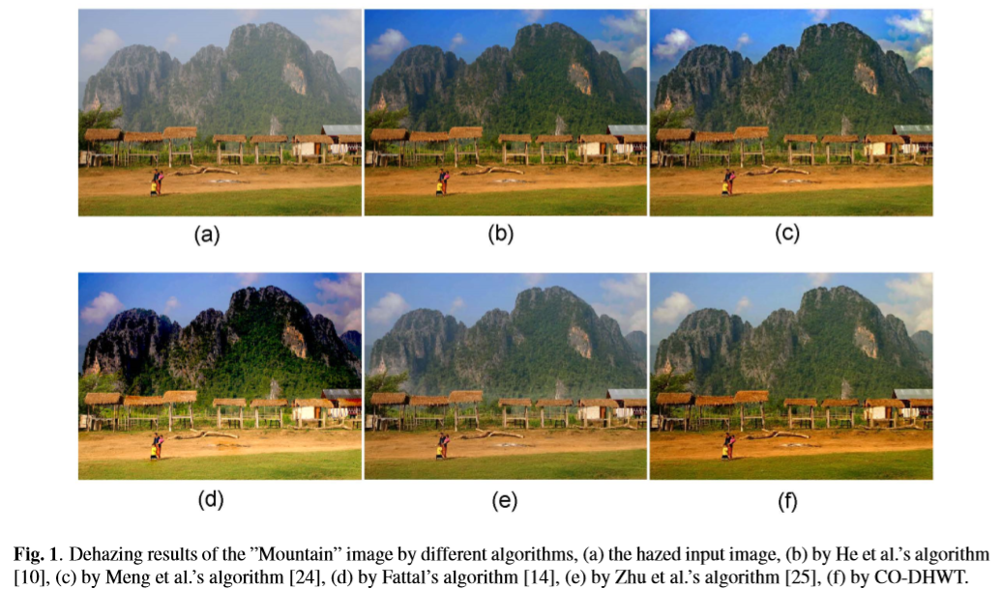 (a)
(b)
(c)
(d)
(e)
(f)
Fig. 1. Dehazing results of the ”Mountain” image by different algorithms, (a) the hazed input image, (b) by He et al.’s algorithm
[10], (c) by Meng et al.’s algorithm [24], (d) by Fattal’s algorithm [14], (e) by Zhu et al.’s algorithm [25], (f) by CO-DHWT.